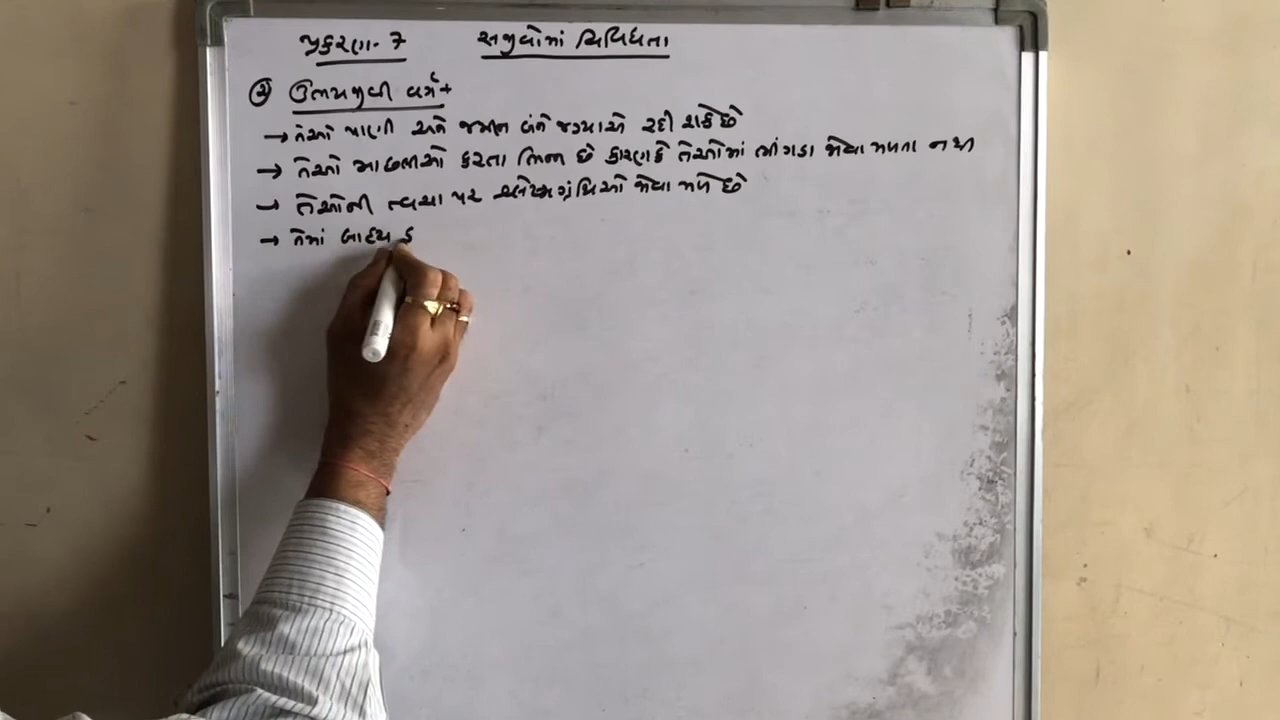 પ્રકરણ- 7 સજીવોમાં વિવિધતા
② ઉભયજીવી વર્ગ
→ તેઓ પાણી અને જમીન બંને જગ્યાએ રહી શકે છે
→ તેઓ માછલીઓ કરતા ભિન્ન છે કારણકે તેઓમાં ભીંગડા જોવા મળતા નથી
→ તેઓની ત્વચા પર શ્લેષ્મગ્રંથિઓ જોવા મળે છે
→ તેમાં બાહ્ય